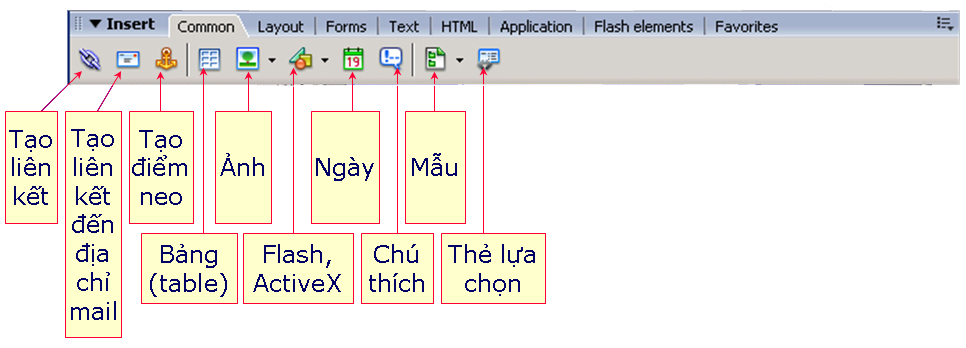 Insert Common Layout Forms Text HTML Application Flash elements Favorites
19
Tạo
liên
kết
Tạo
liên
kết
đến
địa
chỉ
mail
Tạo
điểm
neo
Ảnh
Ngày
Mẫu
Bảng
(table)
Flash,
ActiveX
Chú
thích
Thẻ lựa
chọn